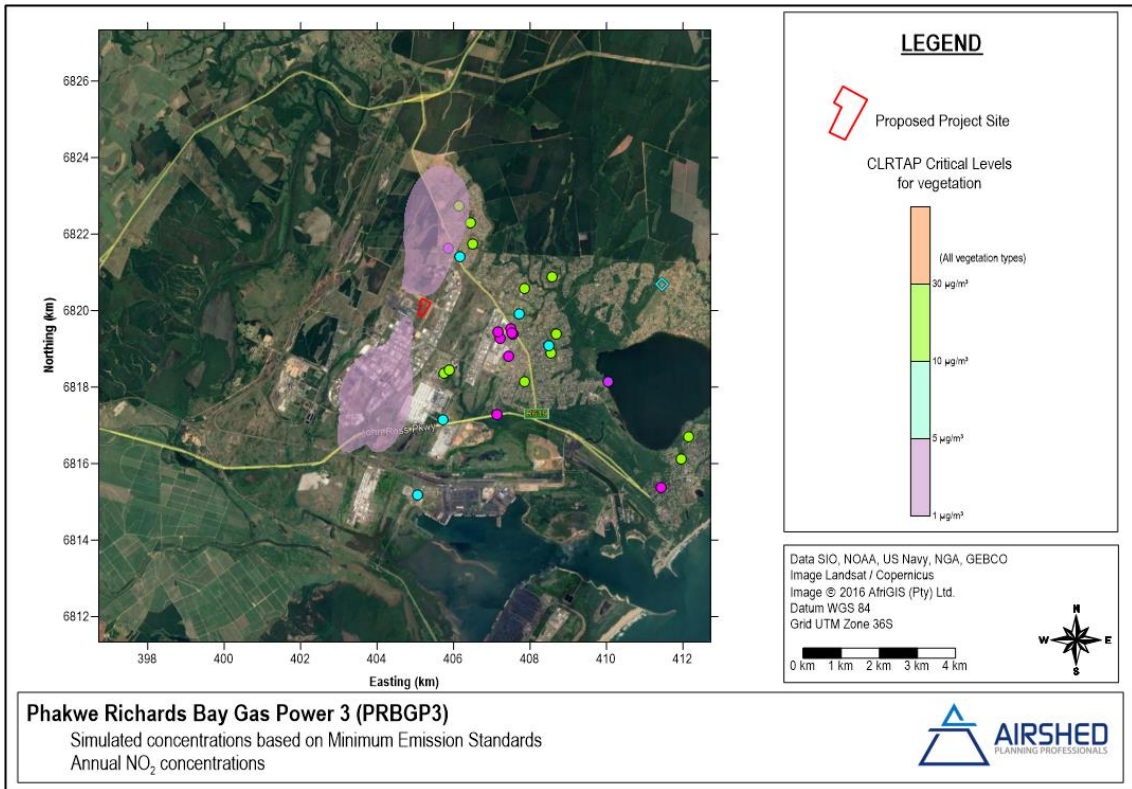 6826
6824
6822
6820
6818
6816
6814
6812
Northing (km)
398
400
402
404
406
408
410
412
Easting (km)
Ross Pkwy
LEGEND
Proposed Project Site
CLRTAP Critical Levels
for vegetation
(All vegetation types)
30 µg/m³
10 µg/m³
5 µg/m³
1 µg/m³
Data SIO, NOAA, US Navy, NGA, GEBCO
Image Landsat / Copernicus
Image © 2016 AfriGIS (Pty) Ltd.
Datum WGS 84
Grid UTM Zone 36S
N
W
E
S
0 km 1 km 2 km 3 km 4 km
Phakwe Richards Bay Gas Power 3 (PRBGP3)
Simulated concentrations based on Minimum Emission Standards
Annual NO₂ concentrations
AIRSHED
PLANNING PROFESSIONALS